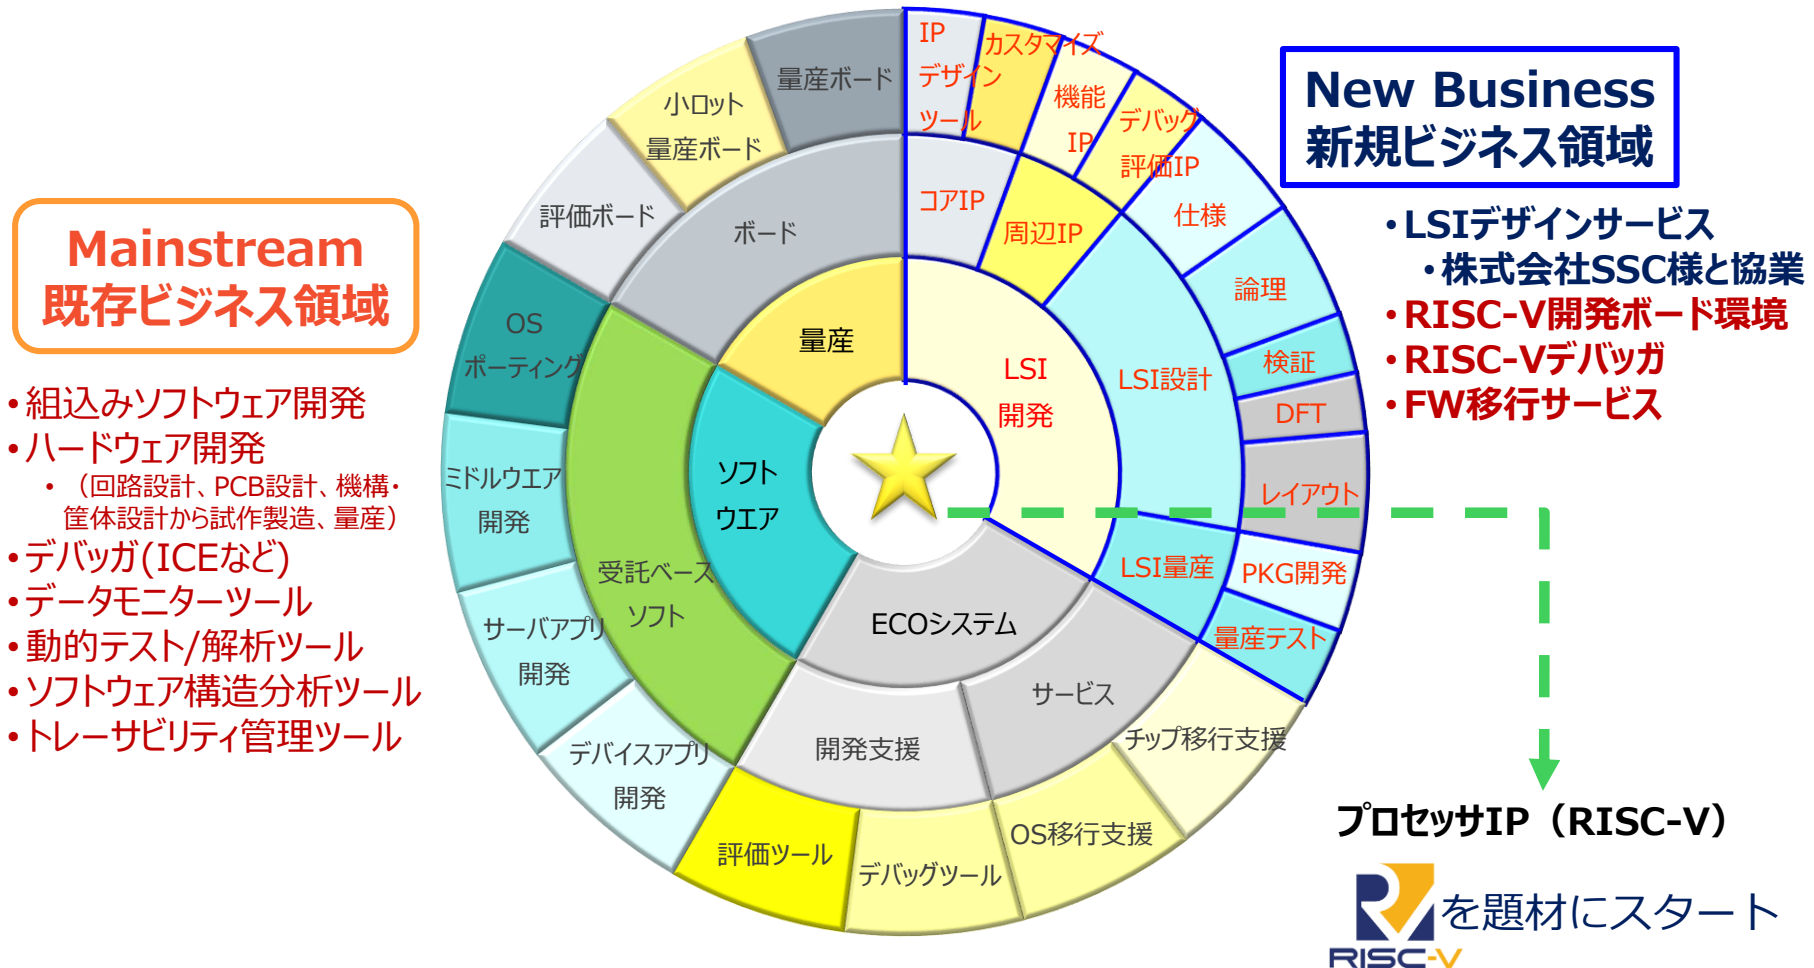 Mainstream
既存ビジネス領域
・組込みソフトウェア開発
・ハードウェア開発
・（回路設計、PCB設計、機構・
筐体設計から試作製造、量産）
・デバッガ(ICEなど)
・データモニターツール
・動的テスト/解析ツール
・ソフトウェア構造分析ツール
・トレーサビリティ管理ツール
量産ボード
小ロット
量産ボード
評価ボード
OS
ポーティング
ミドルウエア
開発
サーバアプリ
開発
デバイスアプリ
開発
評価ツール
デバッグツール
OS移行支援
チップ移行支援
ボード
受託ベース
ソフト
開発支援
サービス
量産
ソフト
ウエア
ECOシステム
LSI
開発
コアIP
周辺IP
LSI設計
LSI量産
IP
デザイン
ツール
カスタマイズ
機能
IP
デバッグ
評価IP
仕様
論理
検証
DFT
レイアウト
PKG開発
量産テスト
New Business
新規ビジネス領域
・LSIデザインサービス
・株式会社SSC様と協業
・RISC-V開発ボード環境
・RISC-Vデバッガ
・FW移行サービス
プロセッサIP（RISC-V）
を題材にスタート
RISC-V